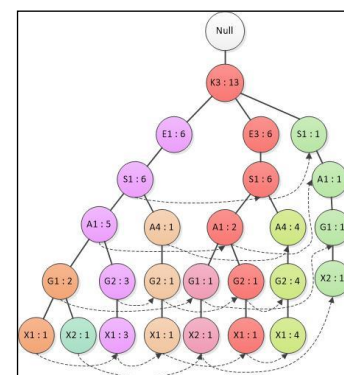 Null
K3 : 13
E1 : 6 E3 : 6 S1 : 1
S1 : 6 S1 : 6 A1 : 1
A1 : 5 A4 : 1 A1 : 2 A4 : 4 G1 : 1
G1 : 2 G2 : 3 G2 : 1 G1 : 1 G2 : 1 G2 : 4 X2 : 1
X1 : 1 X2 : 1 X1 : 3 X1 : 1 X2 : 1 X1 : 1 X1 : 4